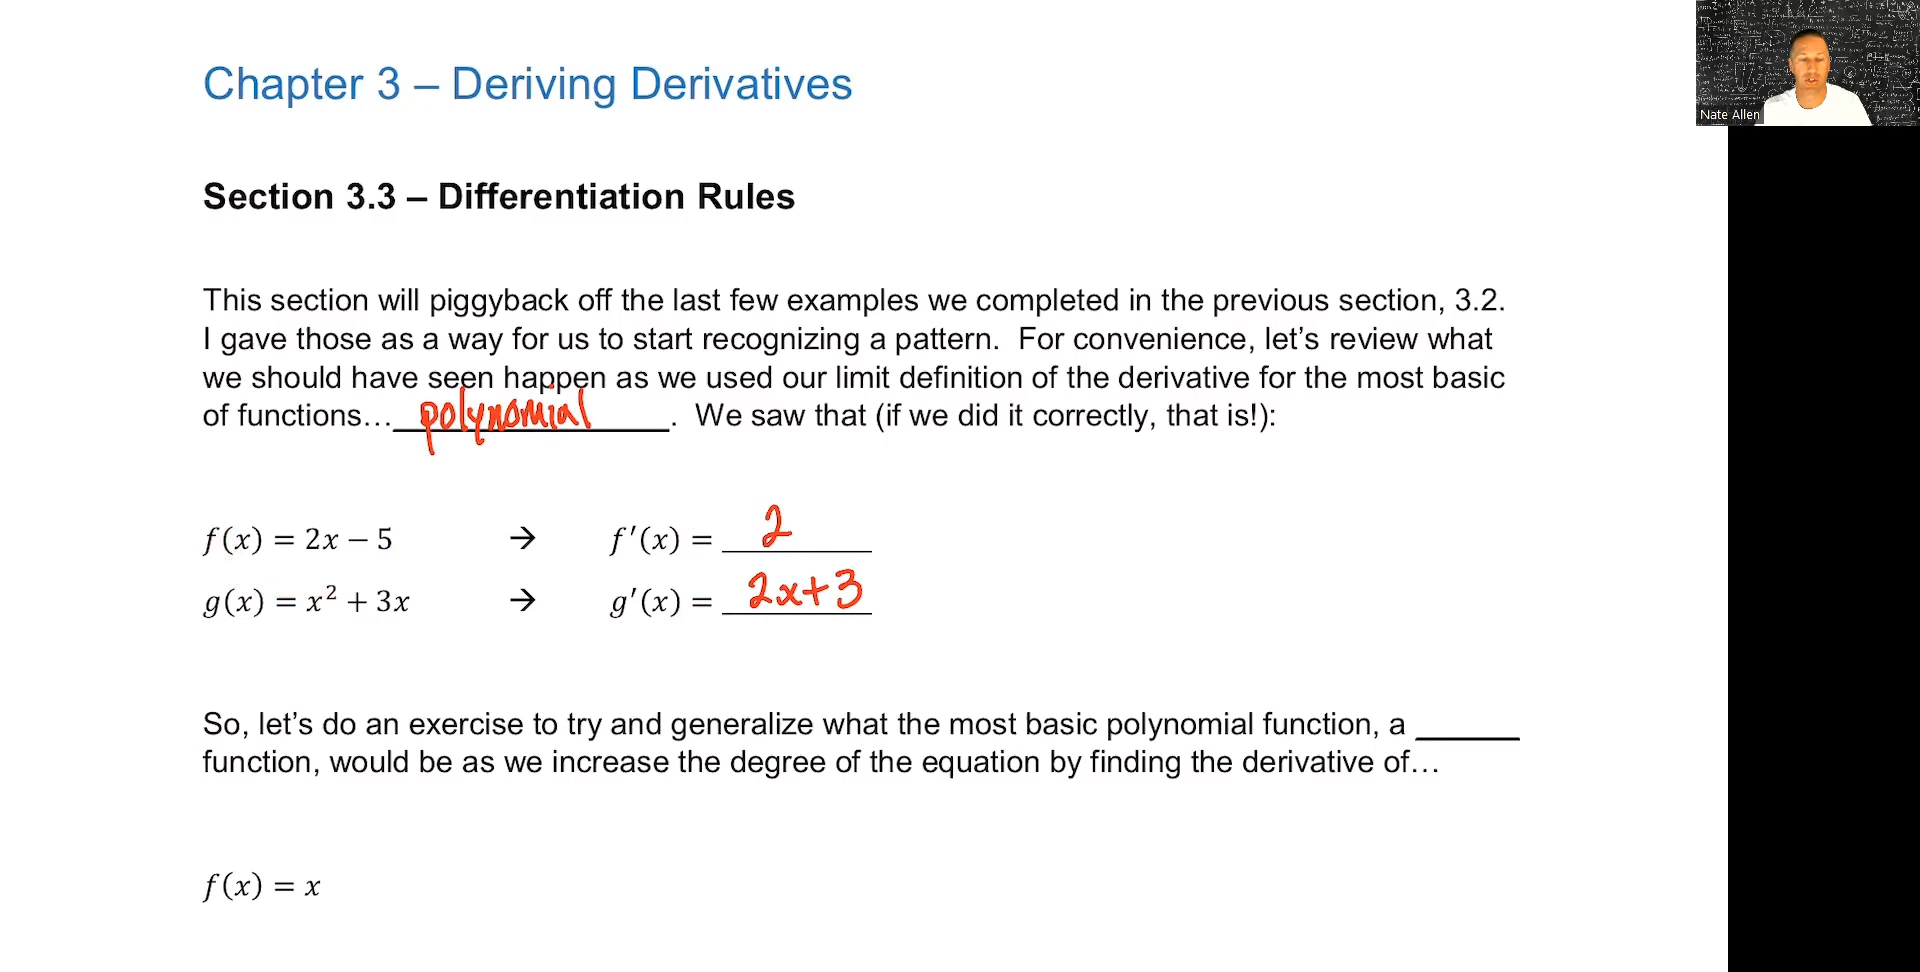 Chapter 3 – Deriving Derivatives
Nate Allen
Section 3.3 – Differentiation Rules
This section will piggyback off the last few examples we completed in the previous section, 3.2.
I gave those as a way for us to start recognizing a pattern.  For convenience, let’s review what
we should have seen happen as we used our limit definition of the derivative for the most basic
of functions… polynomial.  We saw that (if we did it correctly, that is!):
f(x) = 2x − 5 → f′(x) = 2
g(x) = x² + 3x → g′(x) = 2x+3
So, let’s do an exercise to try and generalize what the most basic polynomial function, a ______
function, would be as we increase the degree of the equation by finding the derivative of…
f(x) = x